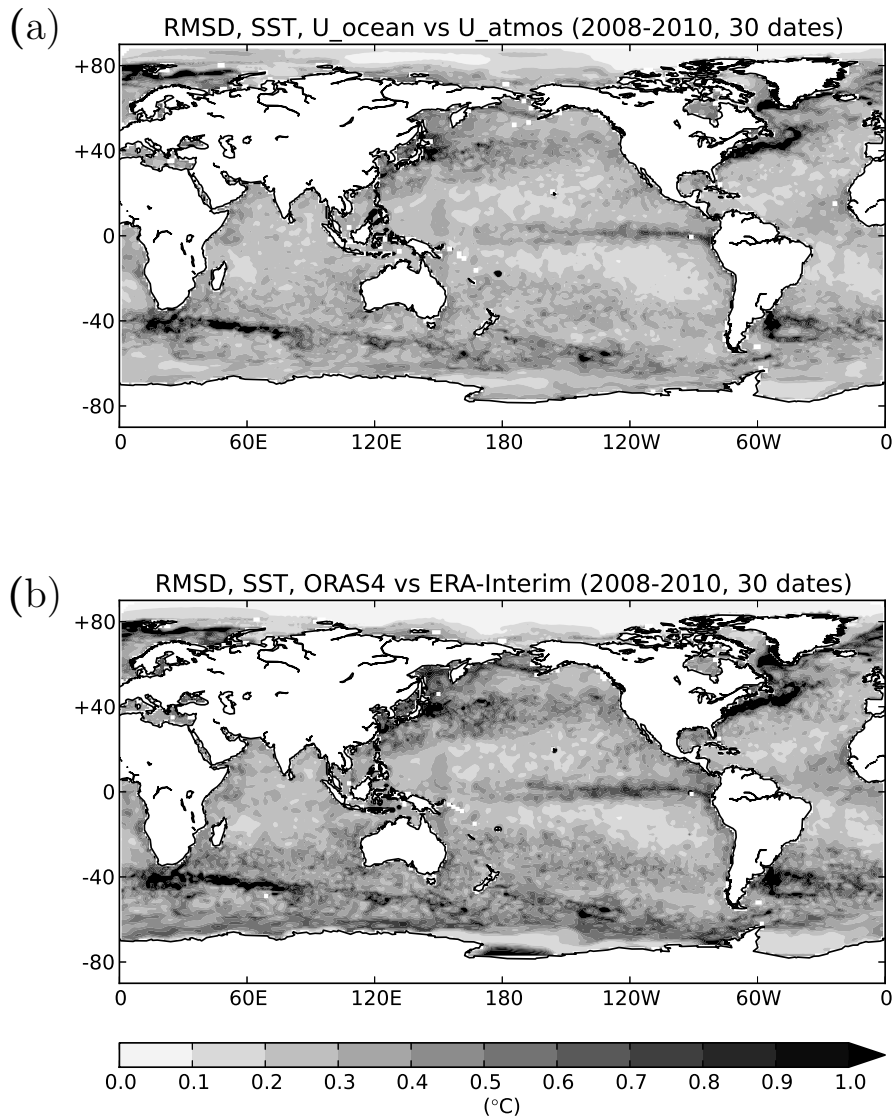 (a)
RMSD, SST, U_ocean vs U_atmos (2008-2010, 30 dates)
+80
+40
0
-40
-80
0 60E 120E 180 120W 60W 0
(b)
RMSD, SST, ORAS4 vs ERA-Interim (2008-2010, 30 dates)
+80
+40
0
-40
-80
0 60E 120E 180 120W 60W 0
0.0 0.1 0.2 0.3 0.4 0.5 0.6 0.7 0.8 0.9 1.0
(°C)